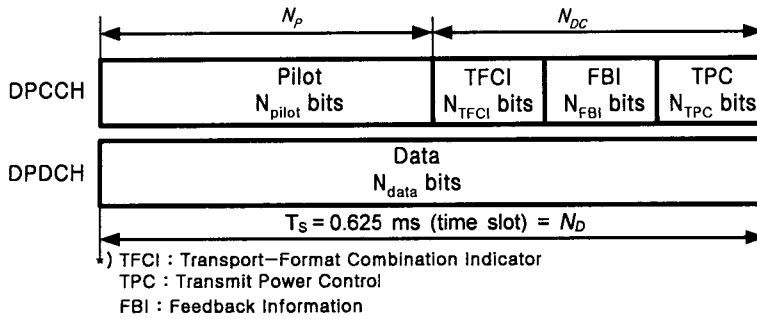 N_P N_DC
DPCCH
Pilot TFCI FBI TPC
N_pilot bits N_TFCI bits N_FBI bits N_TPC bits
DPDCH
Data
N_data bits
T_S = 0.625 ms (time slot) = N_D
*) TFCI : Transport-Format Combination Indicator
TPC : Transmit Power Control
FBI : Feedback Information